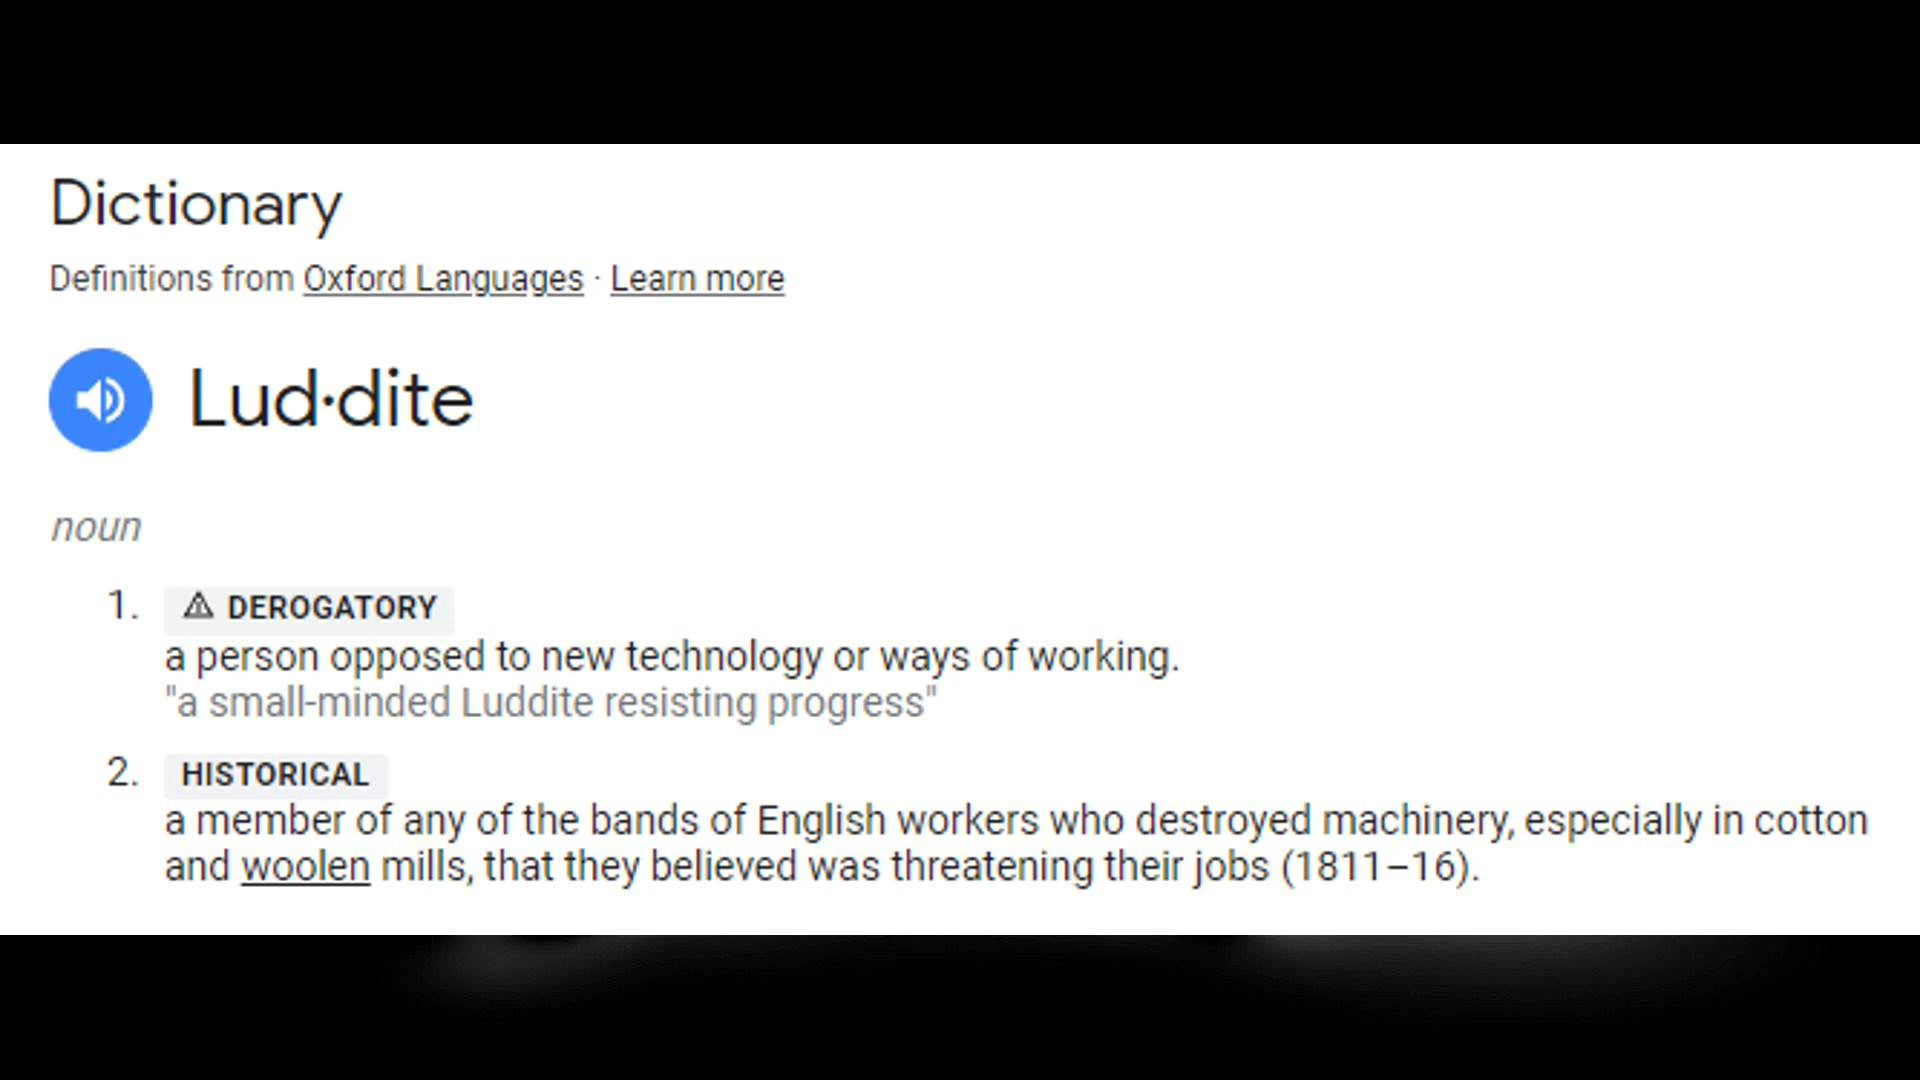 Dictionary
Definitions from Oxford Languages · Learn more
Lud·dite
noun
1. ⚠ DEROGATORY
a person opposed to new technology or ways of working.
"a small-minded Luddite resisting progress"
2. HISTORICAL
a member of any of the bands of English workers who destroyed machinery, especially in cotton
and woolen mills, that they believed was threatening their jobs (1811–16).